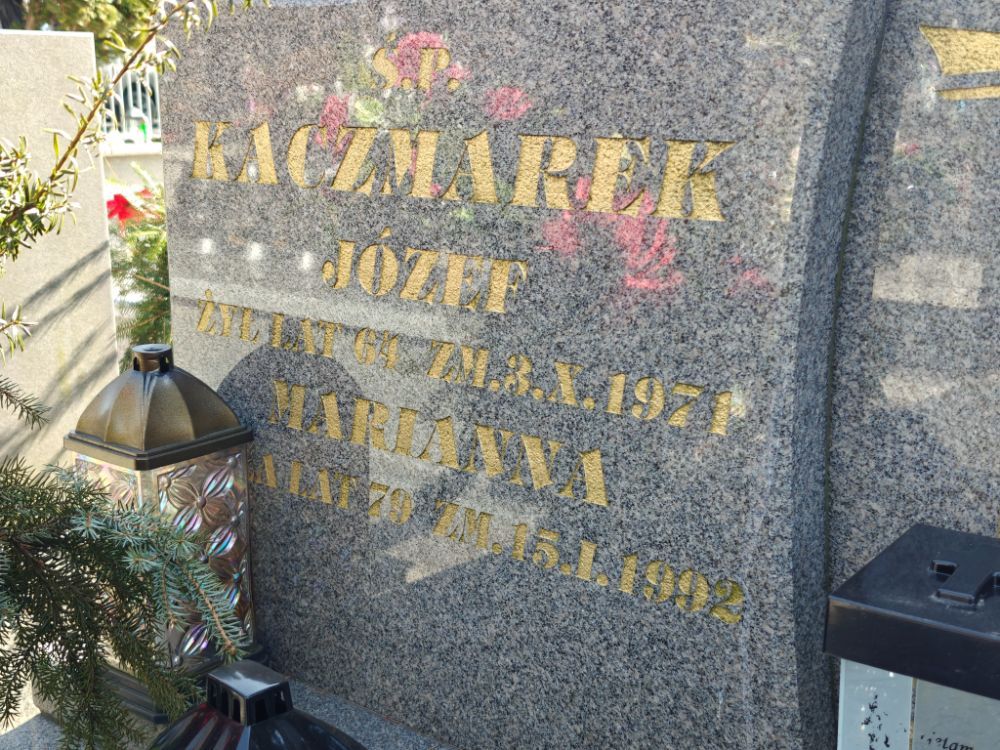 Ś.P.
KACZMAREK
JÓZEF
ŻYŁ LAT 64 ZM.3.X.1971
MARIANNA
LAT 79 ZM.15.I.1992